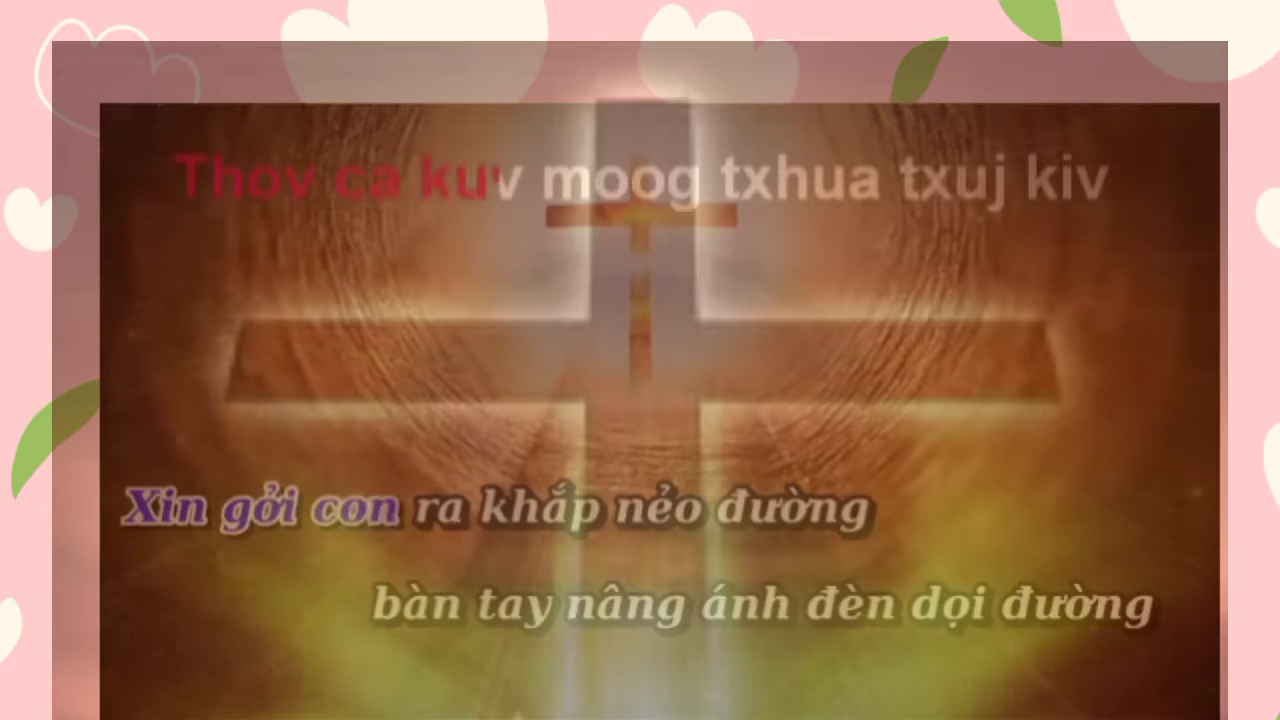 Thov ca kuv moog txhua txuj kiv
Xin gởi con ra khắp nẻo đường
bàn tay nâng ánh đèn dọi đường